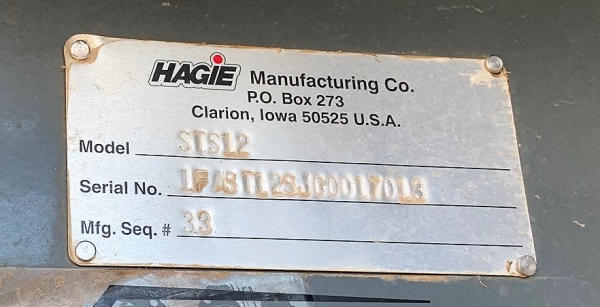 HAGIE Manufacturing Co.
P.O. Box 273
Clarion, Iowa 50525 U.S.A.
Model STS12
Serial No.
Mfg. Seq. # 33